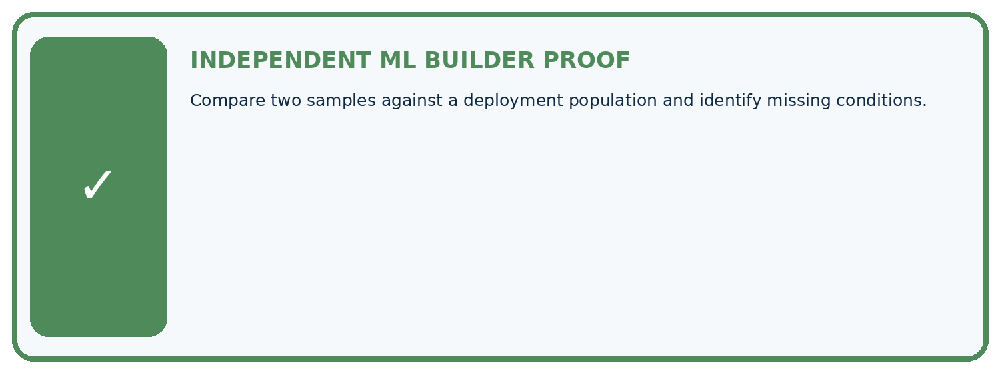 INDEPENDENT ML BUILDER PROOF
Compare two samples against a deployment population and identify missing conditions.
✓